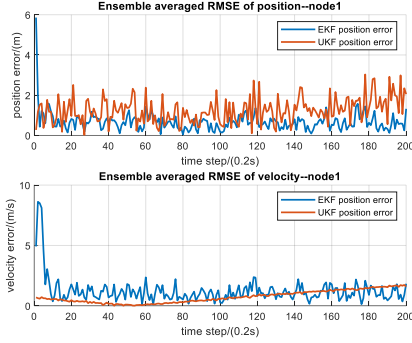 Ensemble averaged RMSE of position--node1
6
4
2
0
position error/(m)
EKF position error
UKF position error
0 20 40 60 80 100 120 140 160 180 200
time step/(0.2s)
Ensemble averaged RMSE of velocity--node1
10
5
0
velocity error/(m/s)
EKF position error
UKF position error
0 20 40 60 80 100 120 140 160 180 200
time step/(0.2s)